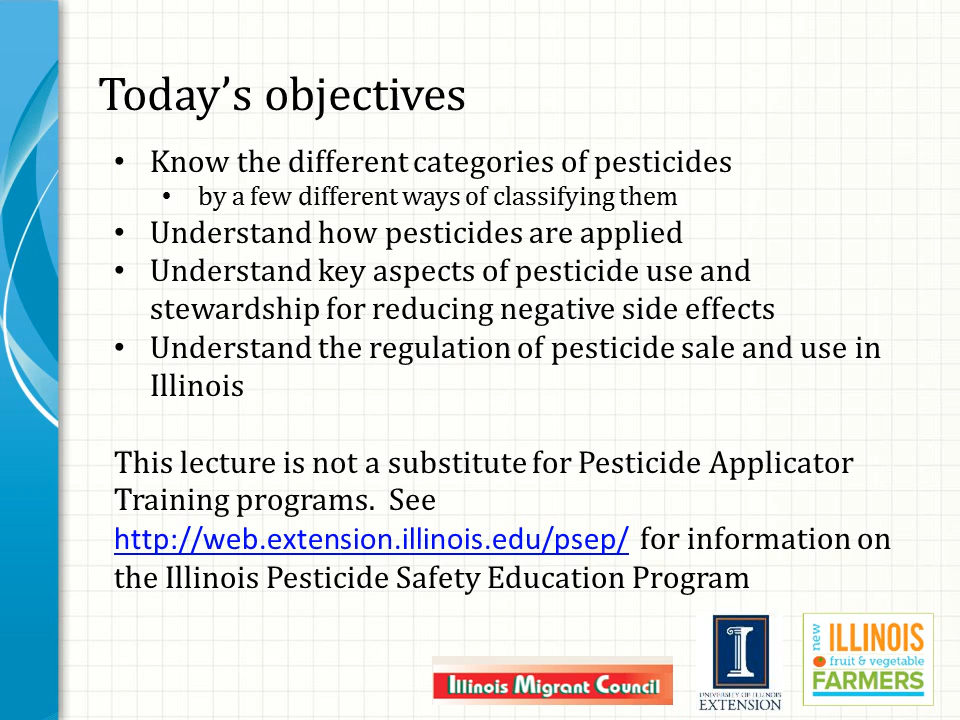 Today’s objectives
• Know the different categories of pesticides
• by a few different ways of classifying them
• Understand how pesticides are applied
• Understand key aspects of pesticide use and
stewardship for reducing negative side effects
• Understand the regulation of pesticide sale and use in
Illinois
This lecture is not a substitute for Pesticide Applicator
Training programs.  See
http://web.extension.illinois.edu/psep/ for information on
the Illinois Pesticide Safety Education Program
Illinois Migrant Council
I
UNIVERSITY OF ILLINOIS
EXTENSION
new
ILLINOIS
fruit & vegetable
FARMERS